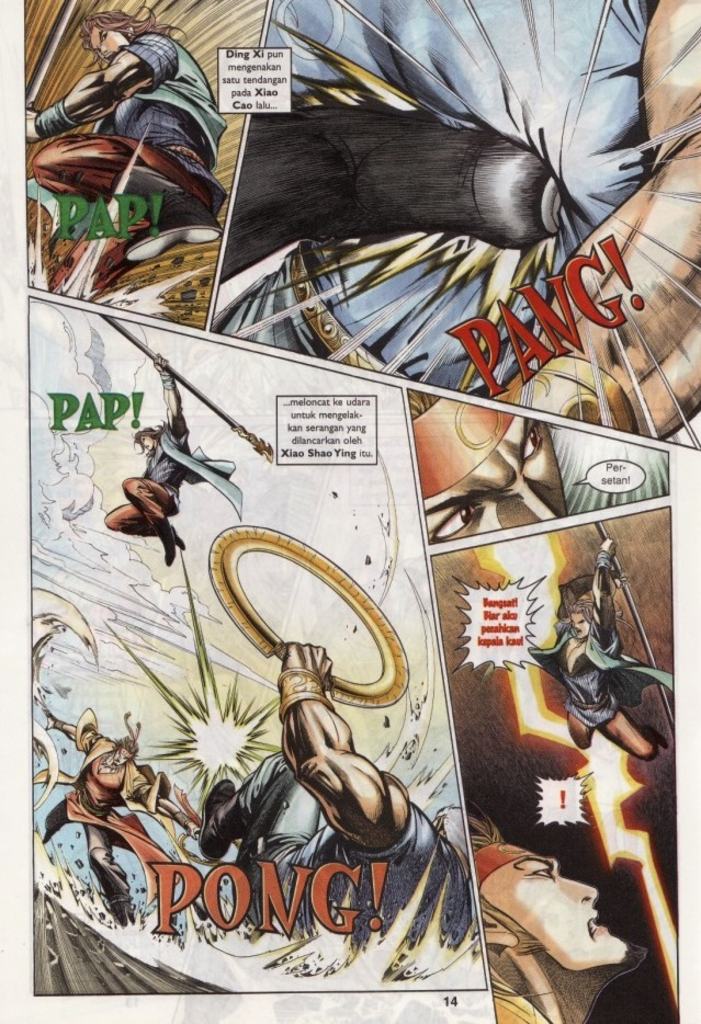 Ding Xi pun
mengenakan
satu tendangan
pada Xiao
Cao lalu...
PAP!
PANG!
PAP!
...meloncat ke udara
untuk mengelak-
kan serangan yang
dilancarkan oleh
Xiao Shao Ying itu.
Per-
setan!
Bangsat!
Biar aku
pecahkan
kepala kau!
!
PONG!
14